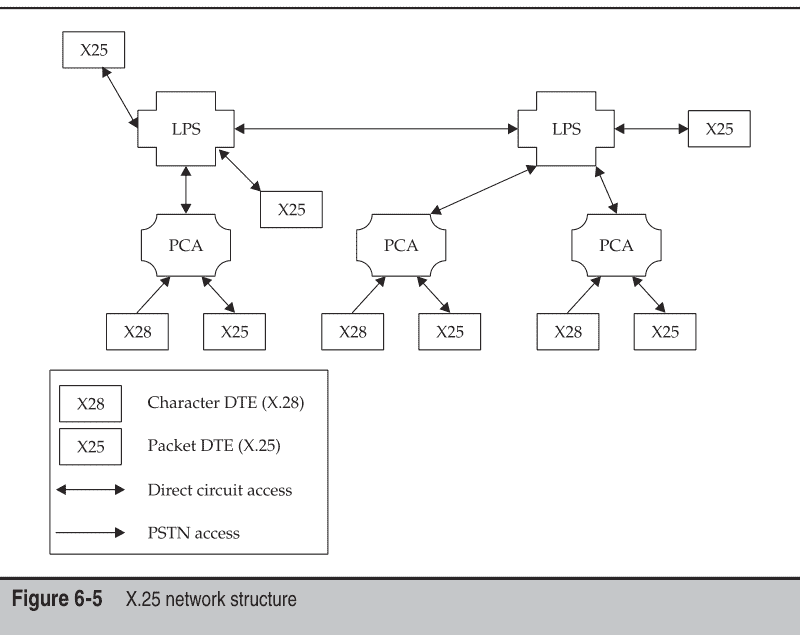 X25
LPS
LPS
X25
X25
PCA
PCA
PCA
X28
X25
X28
X25
X28
X25
X28 Character DTE (X.28)
X25 Packet DTE (X.25)
Direct circuit access
PSTN access
Figure 6-5 X.25 network structure